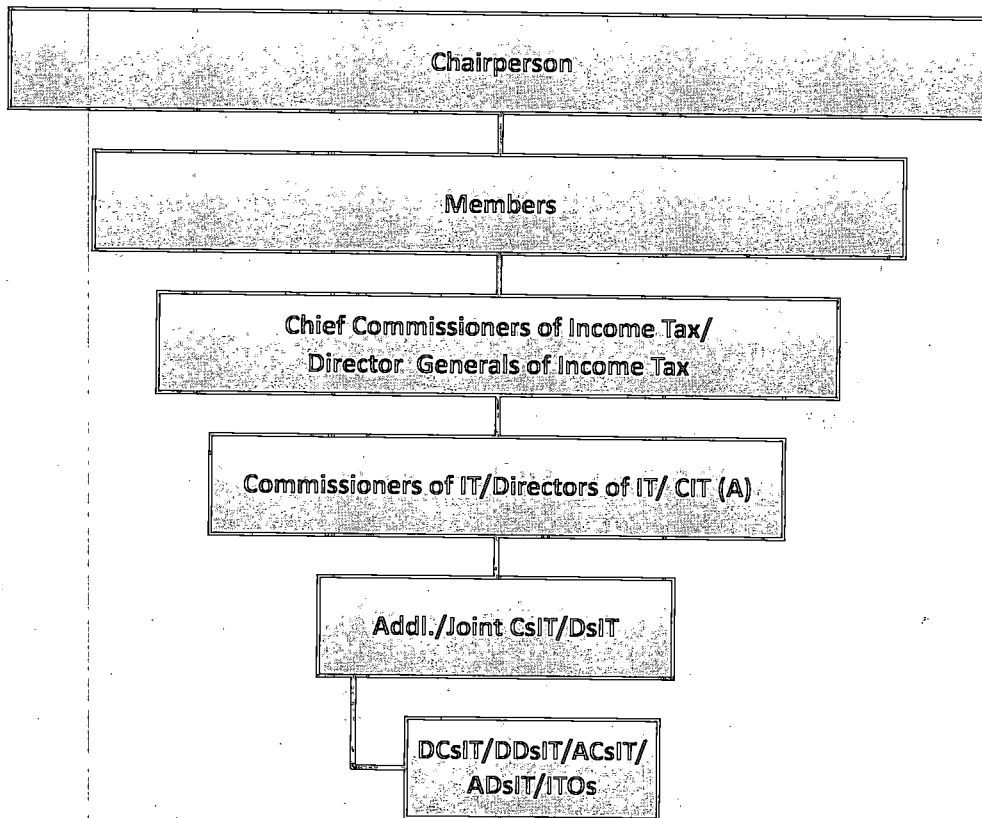 Chairperson
Members
Chief Commissioners of Income Tax/
Director Generals of Income Tax
Commissioners of IT/Directors of IT/ CIT (A)
Addl./Joint CsIT/DsIT
DCsIT/DDsIT/ACsIT/
ADsIT/ITOs